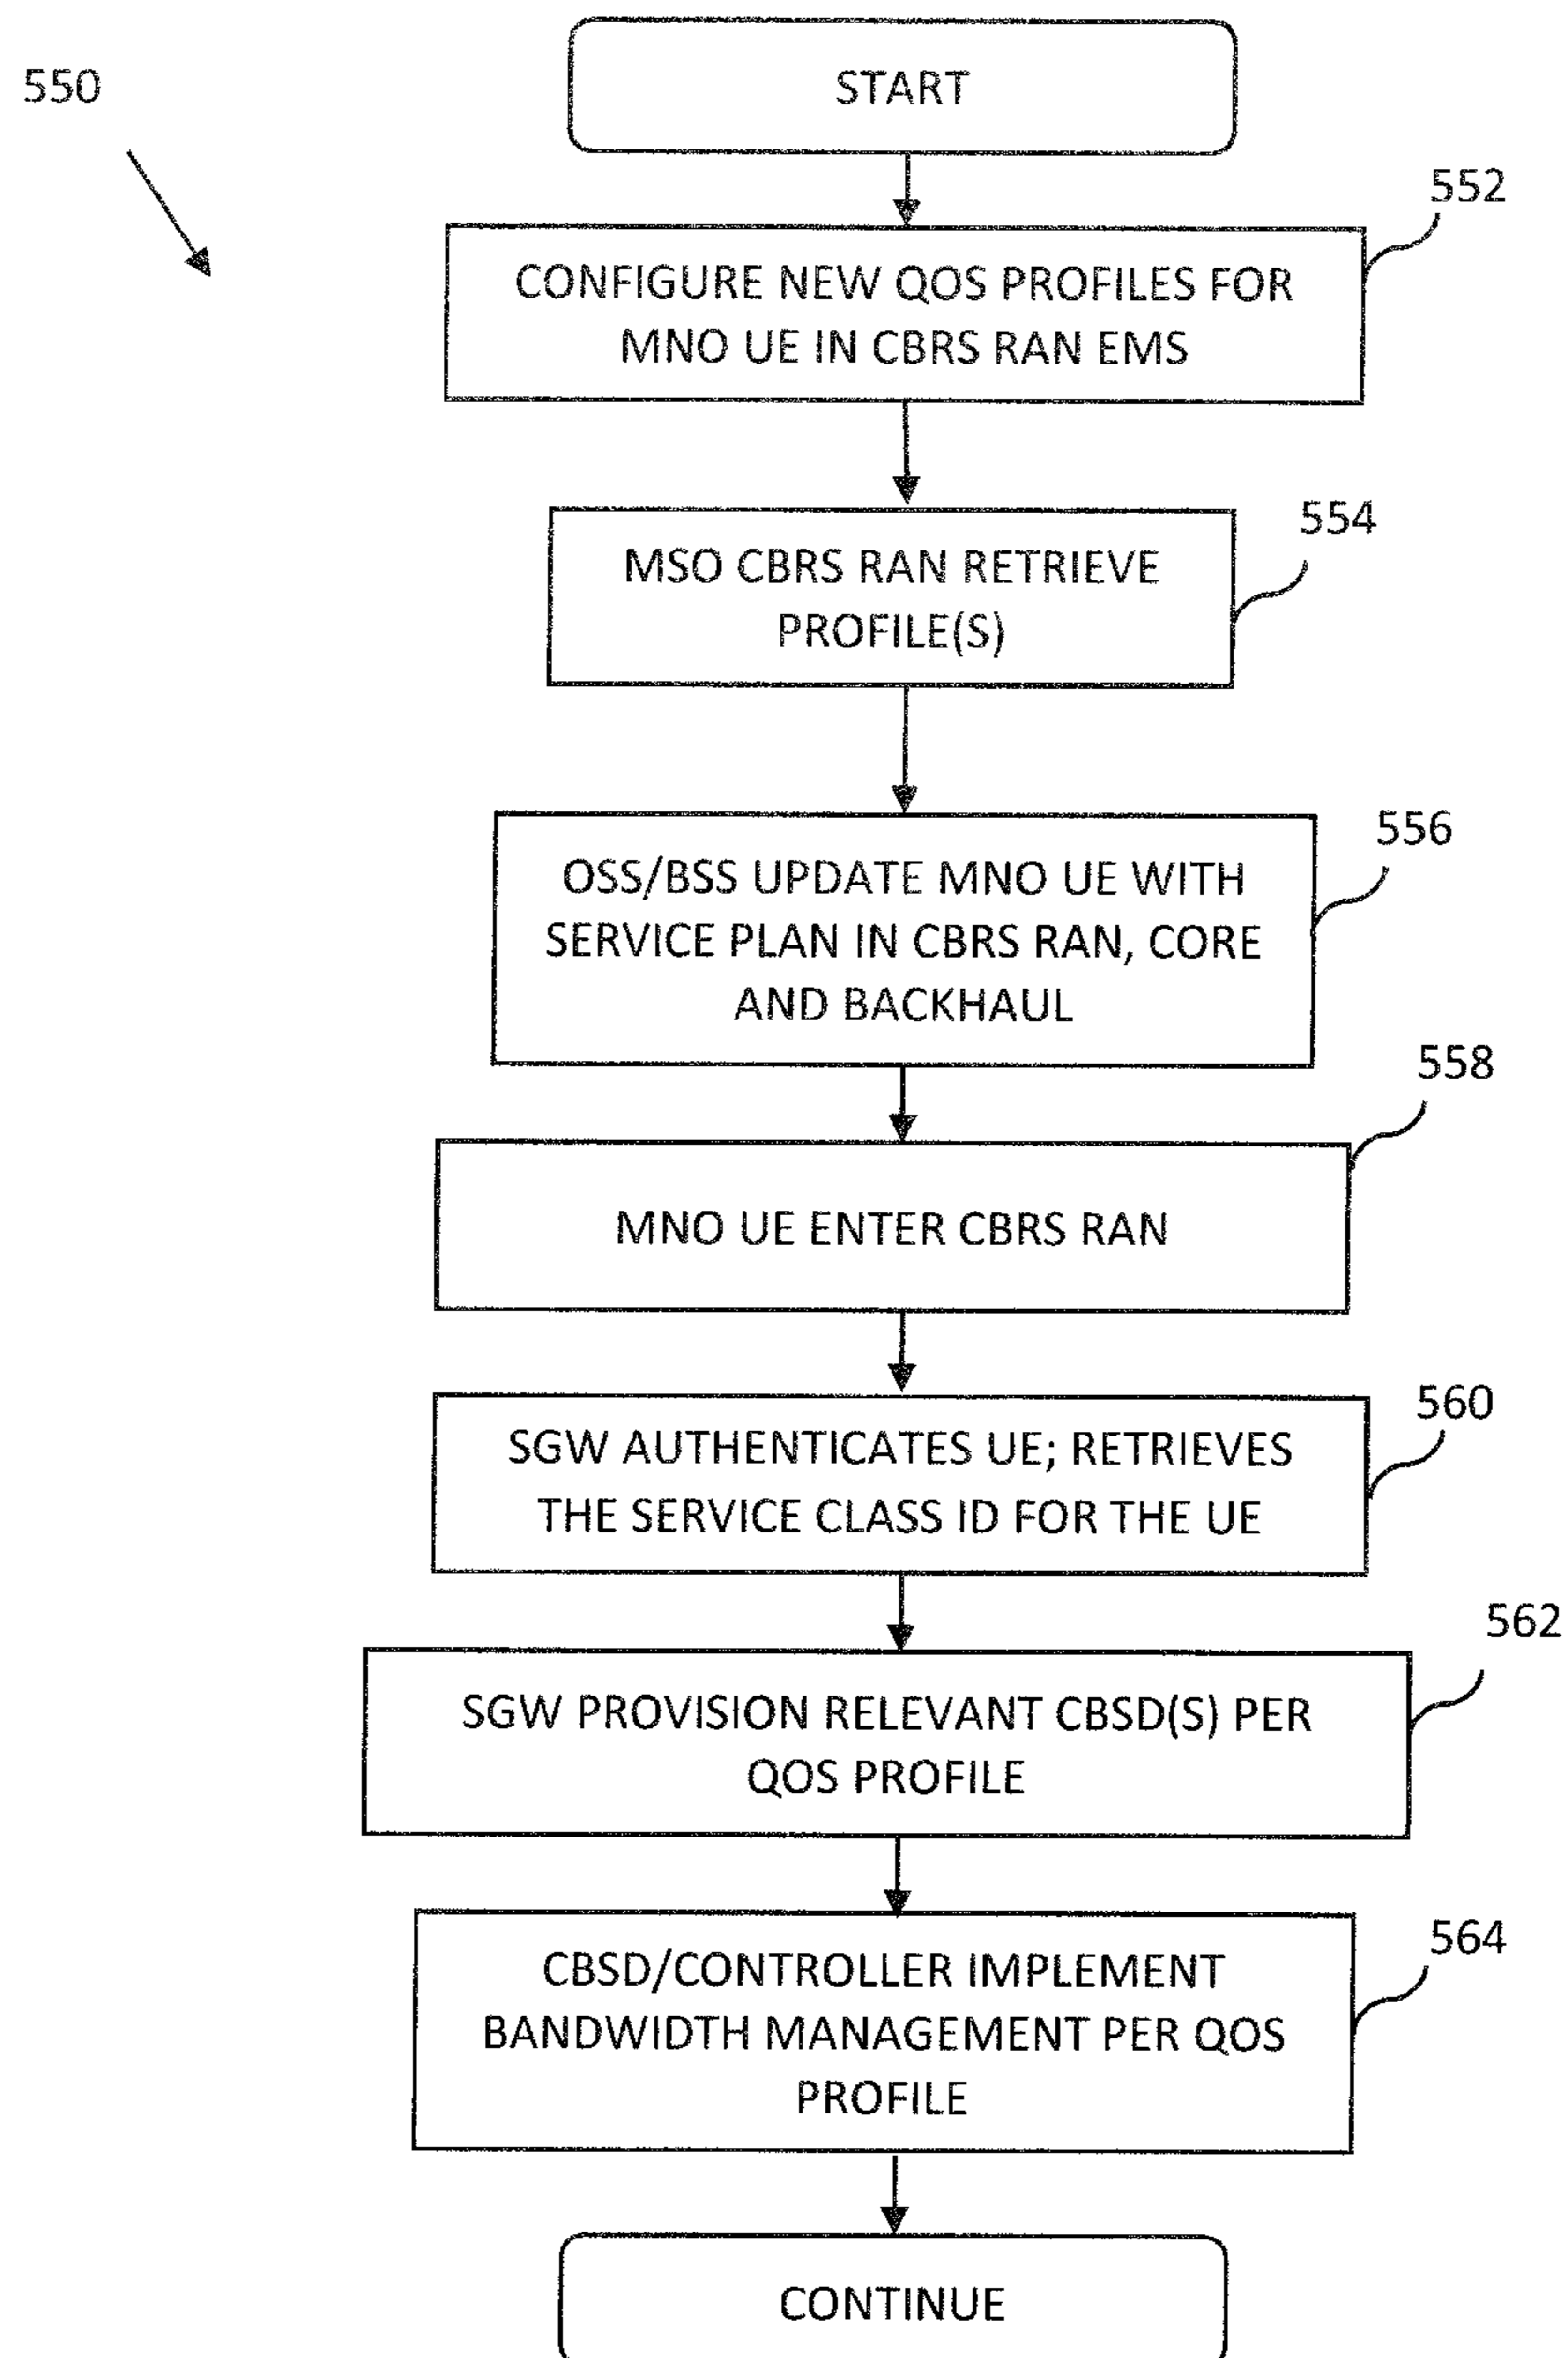 550
START
552
CONFIGURE NEW QOS PROFILES FOR
MNO UE IN CBRS RAN EMS
554
MSO CBRS RAN RETRIEVE
PROFILE(S)
556
OSS/BSS UPDATE MNO UE WITH
SERVICE PLAN IN CBRS RAN, CORE
AND BACKHAUL
558
MNO UE ENTER CBRS RAN
560
SGW AUTHENTICATES UE; RETRIEVES
THE SERVICE CLASS ID FOR THE UE
562
SGW PROVISION RELEVANT CBSD(S) PER
QOS PROFILE
564
CBSD/CONTROLLER IMPLEMENT
BANDWIDTH MANAGEMENT PER QOS
PROFILE
CONTINUE